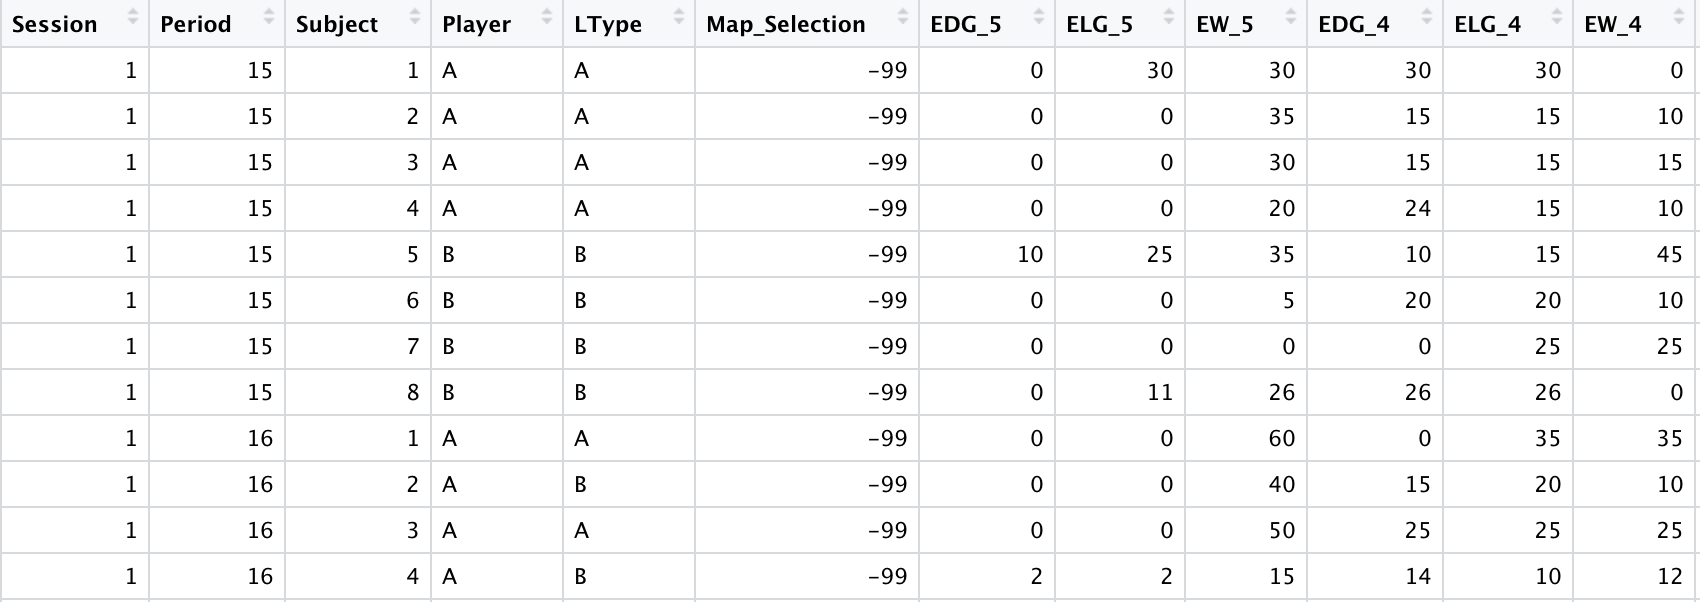 Session Period Subject Player LType Map_Selection EDG_5 ELG_5 EW_5 EDG_4 ELG_4 EW_4
1 15 1 A A -99 0 30 30 30 30 0
1 15 2 A A -99 0 0 35 15 15 10
1 15 3 A A -99 0 0 30 15 15 15
1 15 4 A A -99 0 0 20 24 15 10
1 15 5 B B -99 10 25 35 10 15 45
1 15 6 B B -99 0 0 5 20 20 10
1 15 7 B B -99 0 0 0 0 25 25
1 15 8 B B -99 0 11 26 26 26 0
1 16 1 A A -99 0 0 60 0 35 35
1 16 2 A B -99 0 0 40 15 20 10
1 16 3 A A -99 0 0 50 25 25 25
1 16 4 A B -99 2 2 15 14 10 12